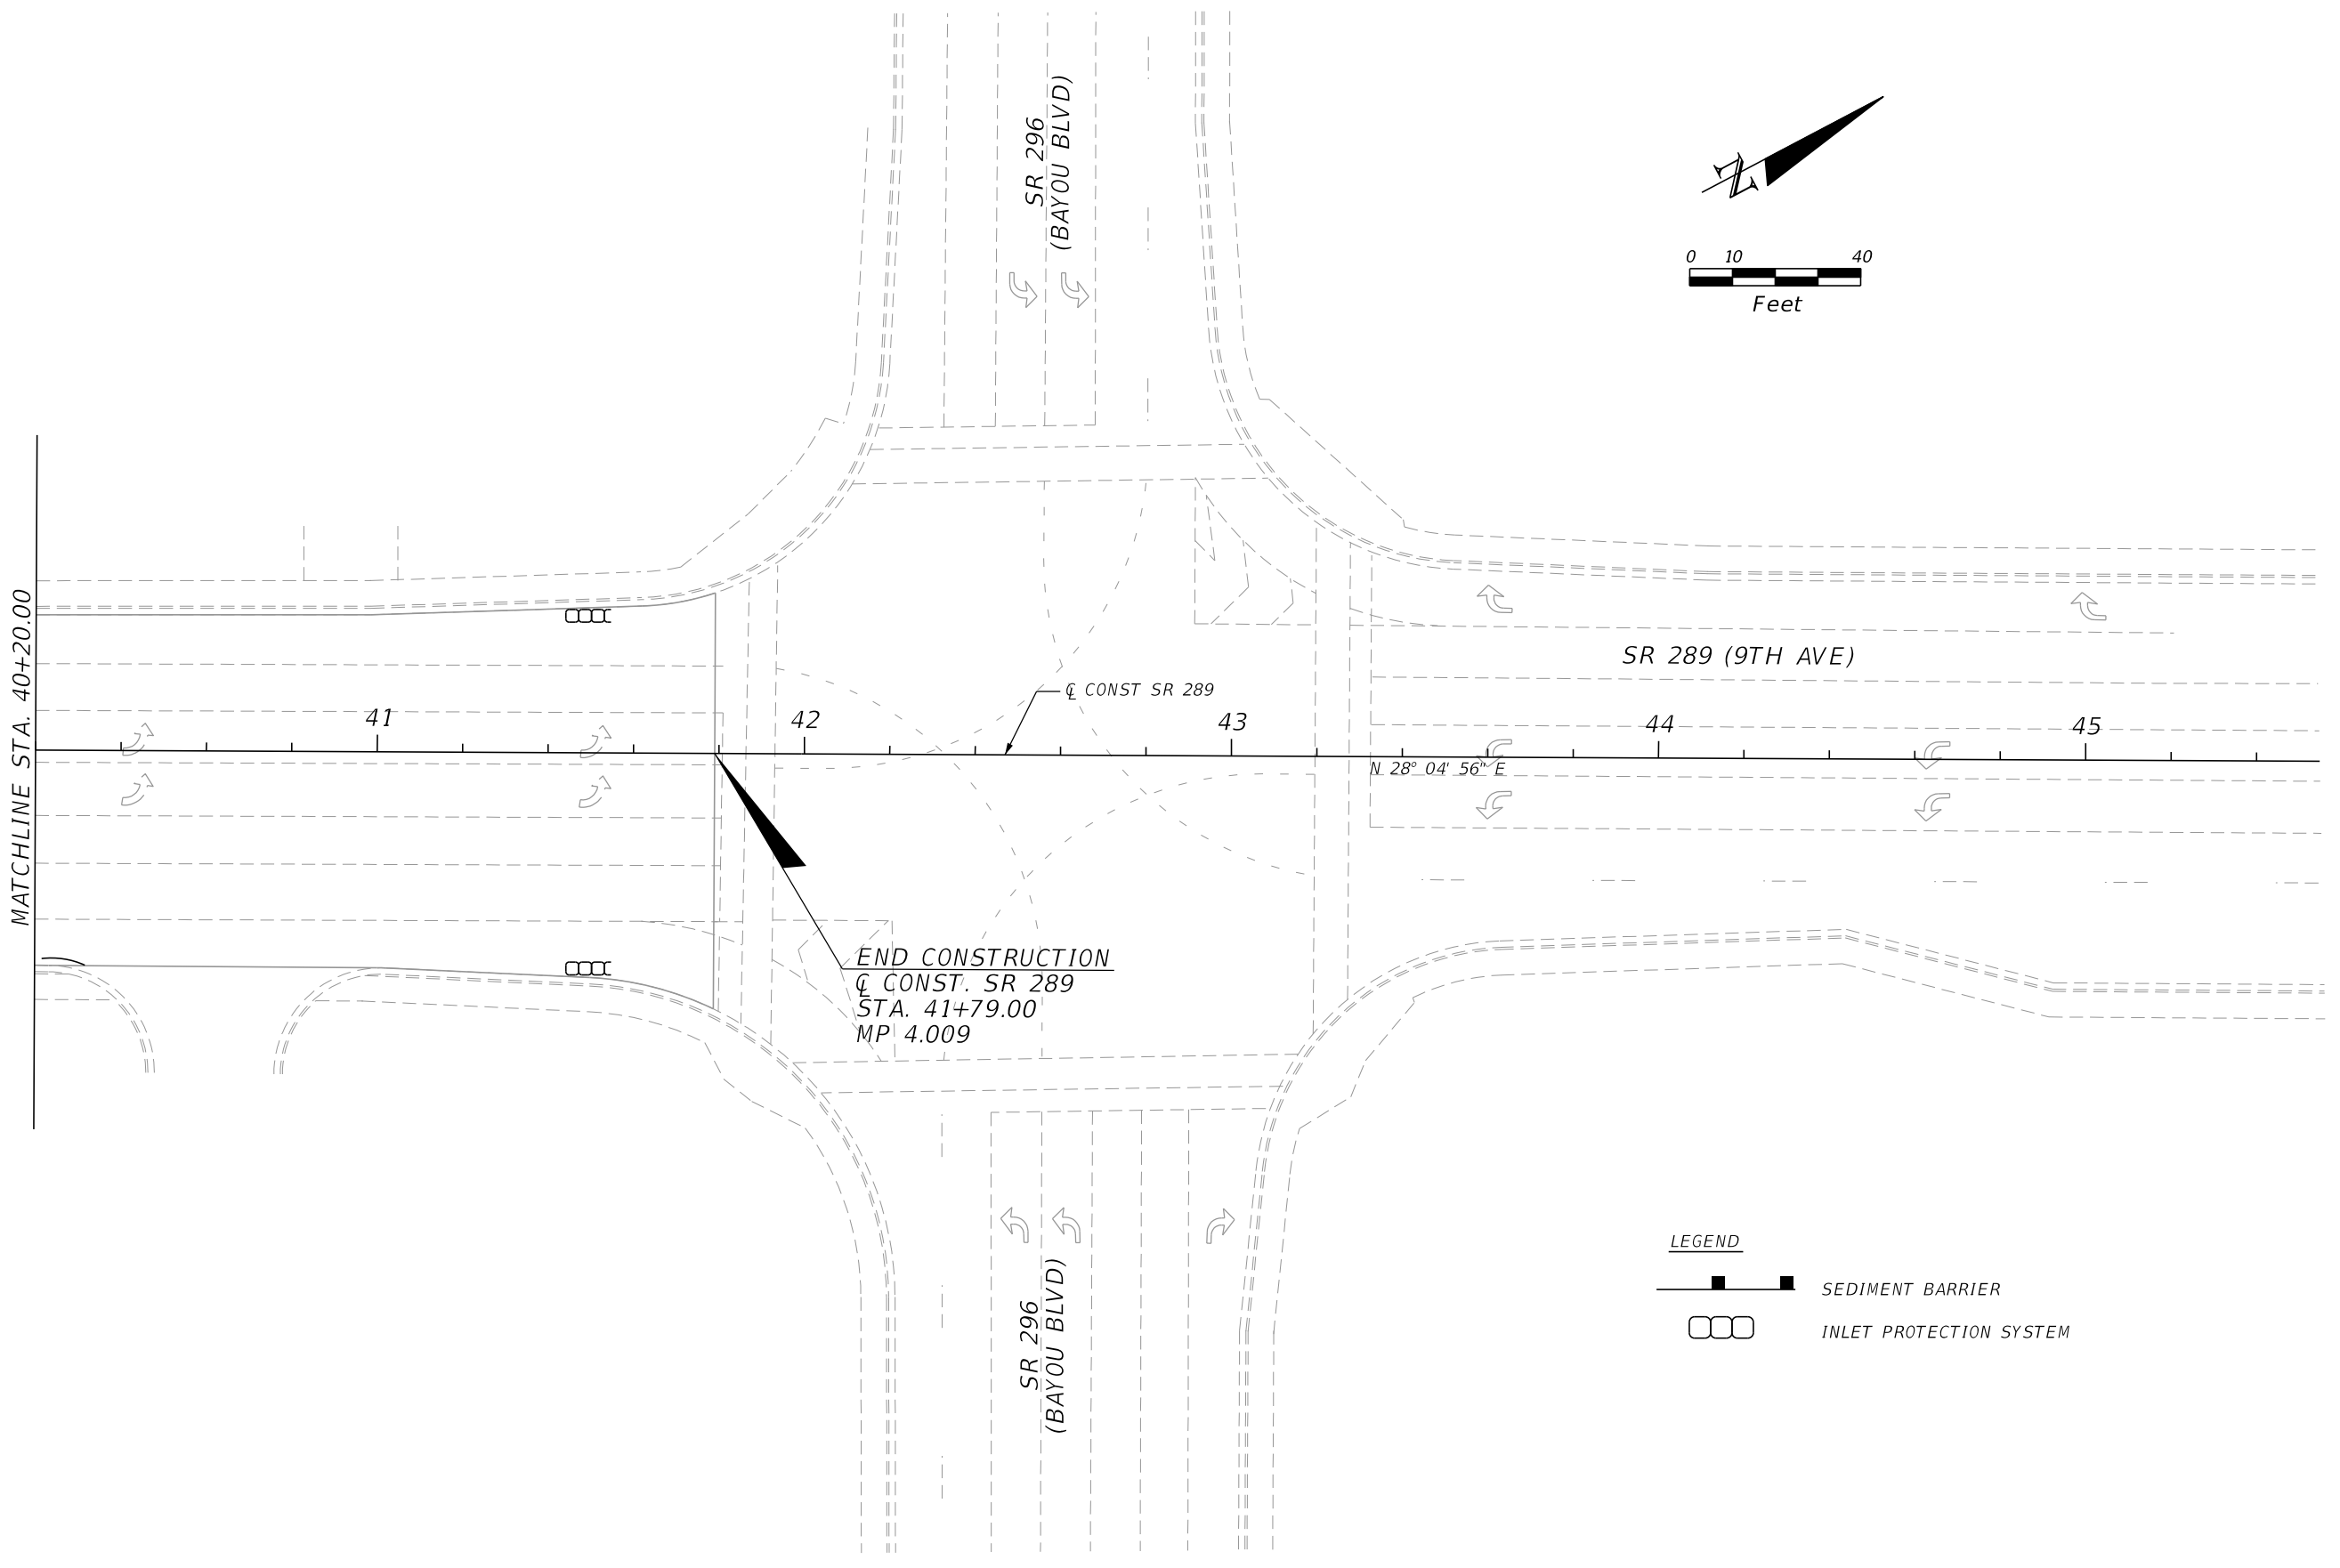 SR 296
(BAYOU BLVD)
N
0 10 40
Feet
MATCHLINE STA. 40+20.00
SR 289 (9TH AVE)
℄ CONST SR 289
41 42 43 44 45
N 28° 04' 56" E
END CONSTRUCTION
℄ CONST. SR 289
STA. 41+79.00
MP 4.009
SR 296
(BAYOU BLVD)
LEGEND
SEDIMENT BARRIER
INLET PROTECTION SYSTEM